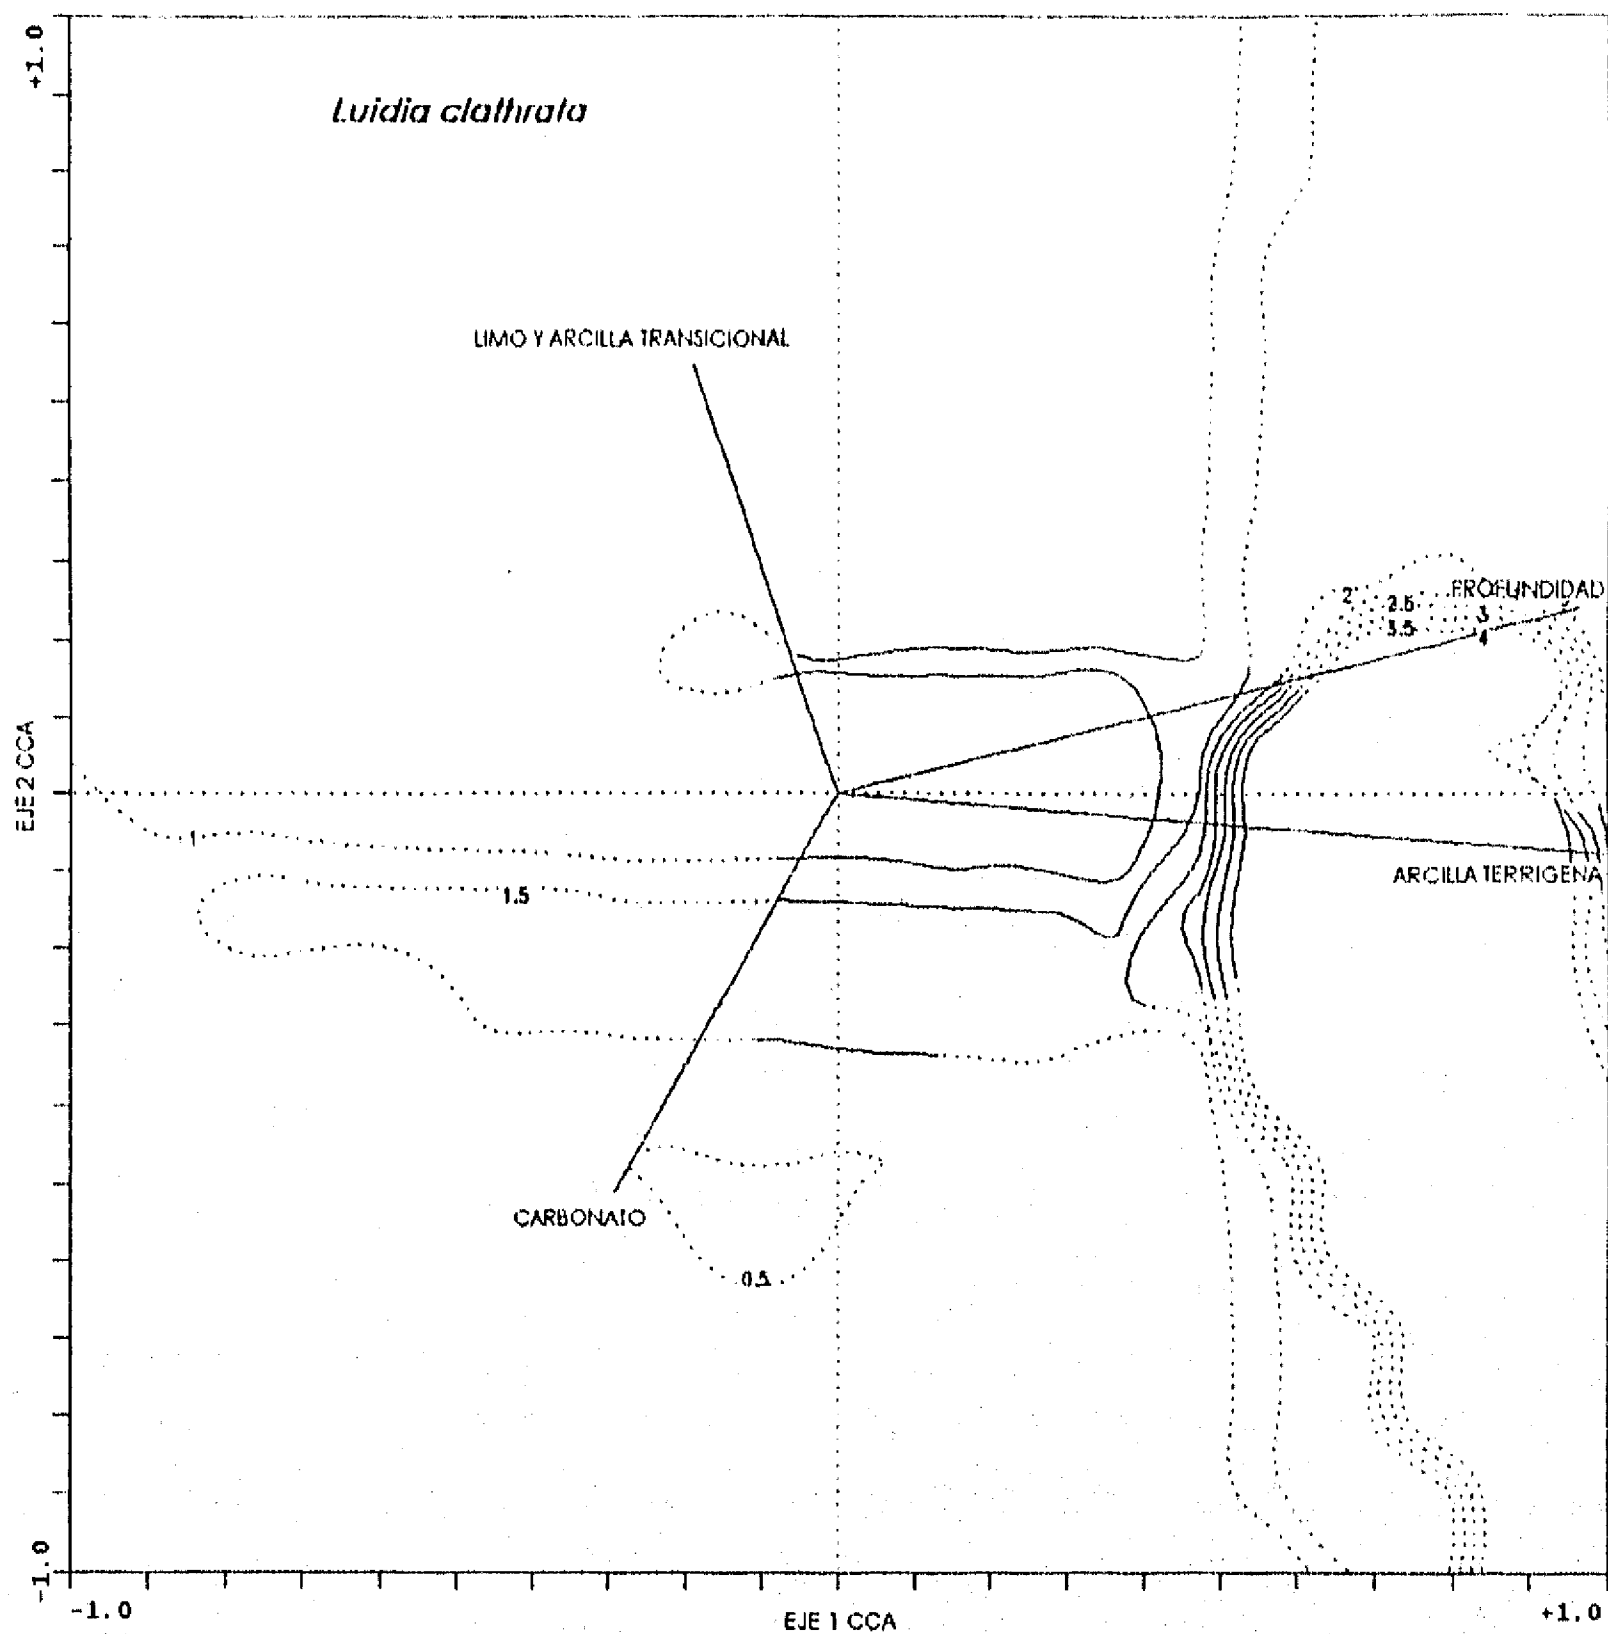 +1.0
Luidia clathrata
LIMO Y ARCILLA TRANSICIONAL
PROFUNDIDAD
2
2.5
3
3.5
4
EJE 2 CCA
ARCILLA TERRIGENA
1.5
1
CARBONATO
0.5
-1.0
-1.0
EJE 1 CCA
+1.0